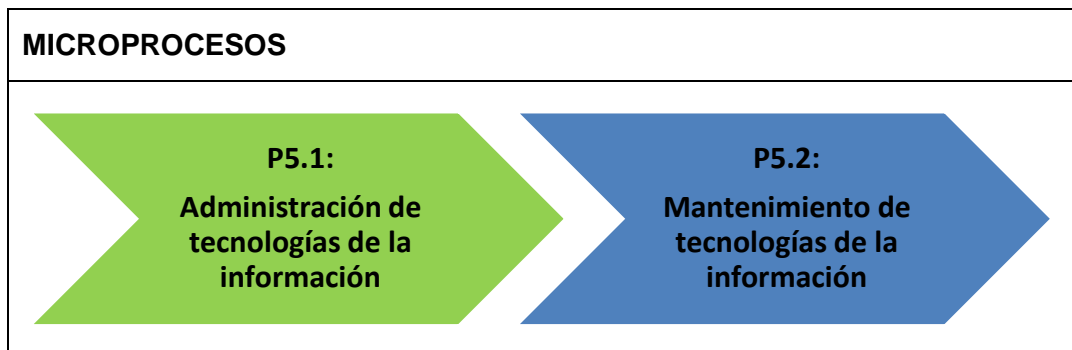 MICROPROCESOS
P5.1:
Administración de
tecnologías de la
información
P5.2:
Mantenimiento de
tecnologías de la
información